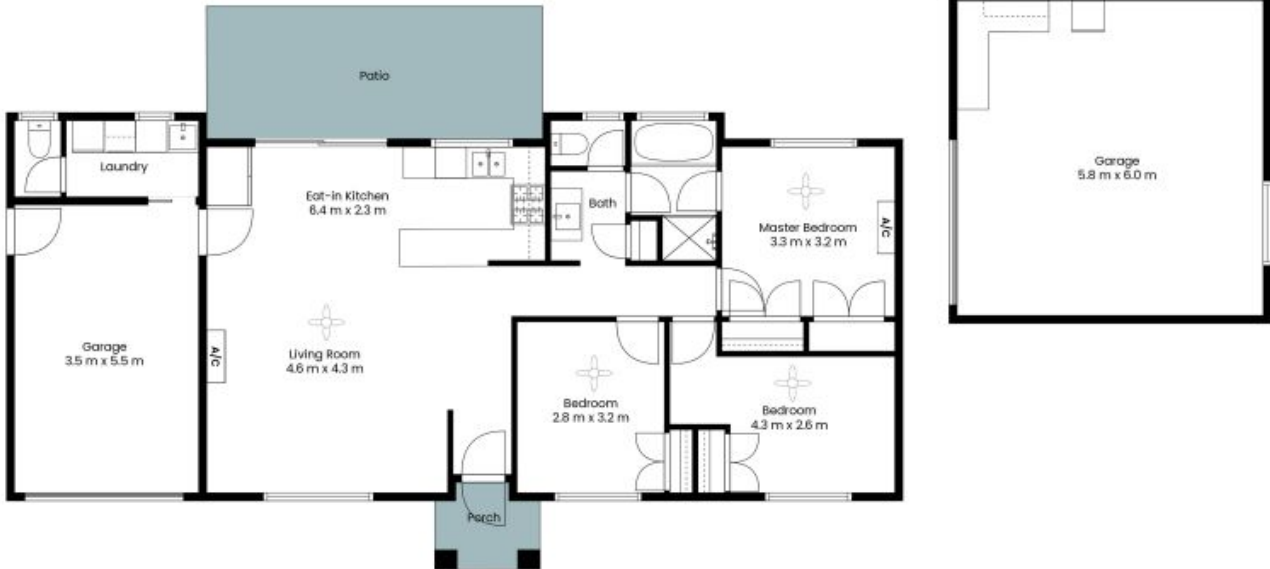 Patio
Laundry
Eat-in Kitchen
6.4 m x 2.3 m
Bath
Master Bedroom
3.3 m x 3.2 m
A/C
Garage
5.8 m x 6.0 m
Garage
3.5 m x 5.5 m
A/C
Living Room
4.6 m x 4.3 m
Bedroom
2.8 m x 3.2 m
Bedroom
4.3 m x 2.6 m
Porch